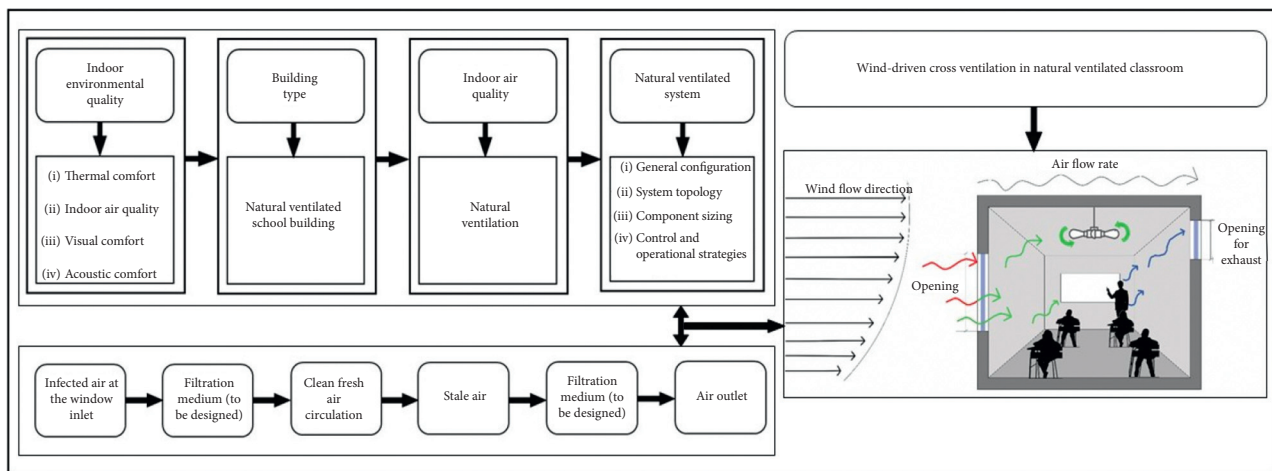 Indoor
environmental
quality
(i) Thermal comfort
(ii) Indoor air quality
(iii) Visual comfort
(iv) Acoustic comfort
Building
type
Natural ventilated
school building
Indoor air
quality
Natural
ventilation
Natural ventilated
system
(i) General configuration
(ii) System topology
(iii) Component sizing
(iv) Control and
operational strategies
Wind-driven cross ventilation in natural ventilated classroom
Air flow rate
Wind flow direction
Opening
Opening
for
exhaust
Infected air at
the window
inlet
Filtration
medium (to
be designed)
Clean fresh
air
circulation
Stale air
Filtration
medium (to
be designed)
Air outlet